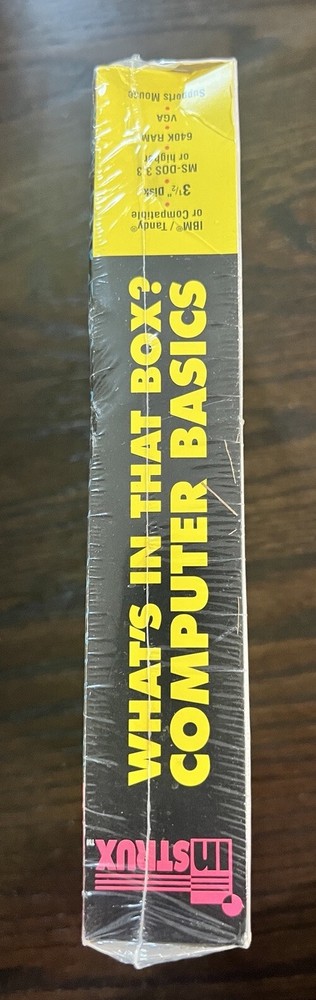 IBM® / Tandy®
or Compatible
•
3½" Disk
•
MS-DOS 3.3
or higher
•
640K RAM
•
VGA
•
Supports Mouse
WHAT'S IN THAT BOX?
COMPUTER BASICS
inSTRUX™